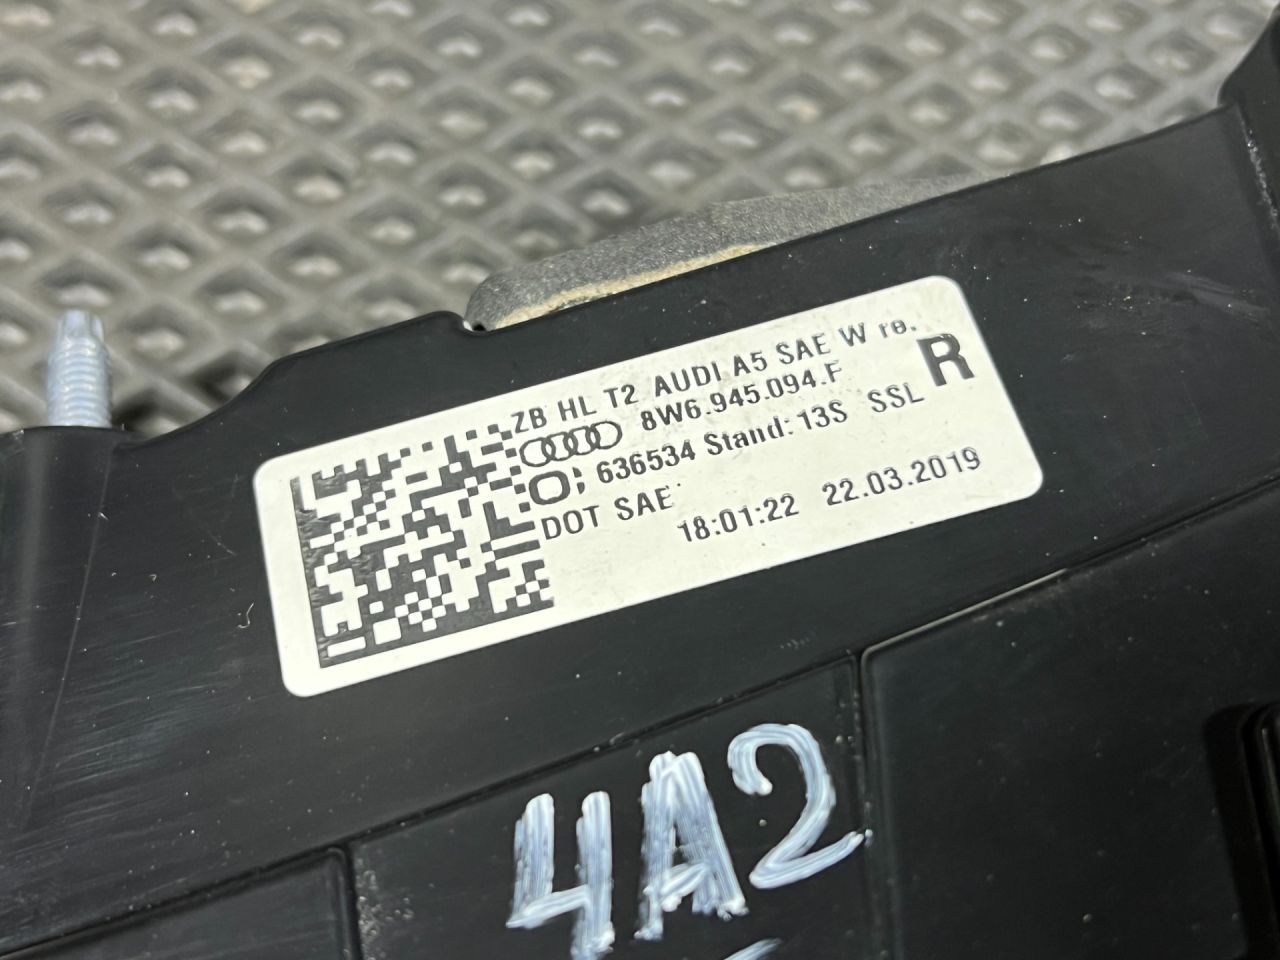 ZB HL T2 AUDI A5 SAE W re.
8W6.945.094.F
R
636534 Stand: 13S SSL
DOT SAE
18:01:22 22.03.2019
4A2